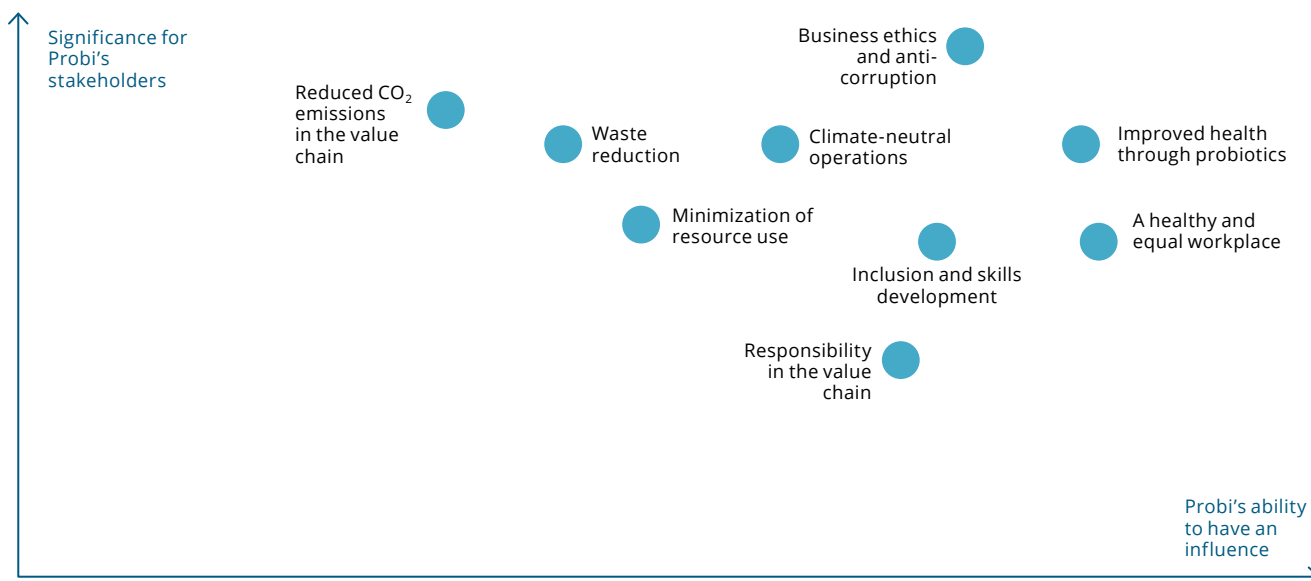 Significance for
Probi’s
stakeholders
Business ethics
and anti-
corruption
Reduced CO₂
emissions
in the value
chain
Waste
reduction
Climate-neutral
operations
Improved health
through probiotics
Minimization of
resource use
A healthy and
equal workplace
Inclusion and skills
development
Responsibility
in the value
chain
Probi’s ability
to have an
influence